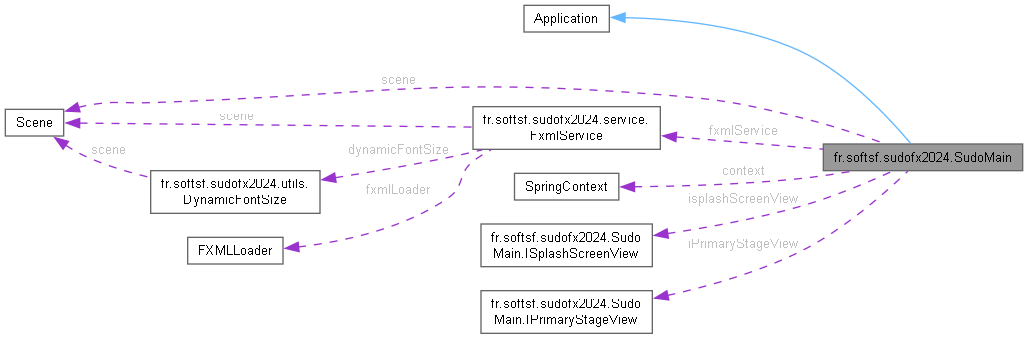 Application
scene
Scene
scene
fr.softsf.sudofx2024.service.
FxmlService
fxmlService
fr.softsf.sudofx2024.SudoMain
dynamicFontSize
scene
fr.softsf.sudofx2024.utils.
DynamicFontSize
fxmlLoader
context
SpringContext
isplashScreenView
FXMLLoader
fr.softsf.sudofx2024.Sudo
Main.ISplashScreenView
iPrimaryStageView
fr.softsf.sudofx2024.Sudo
Main.IPrimaryStageView